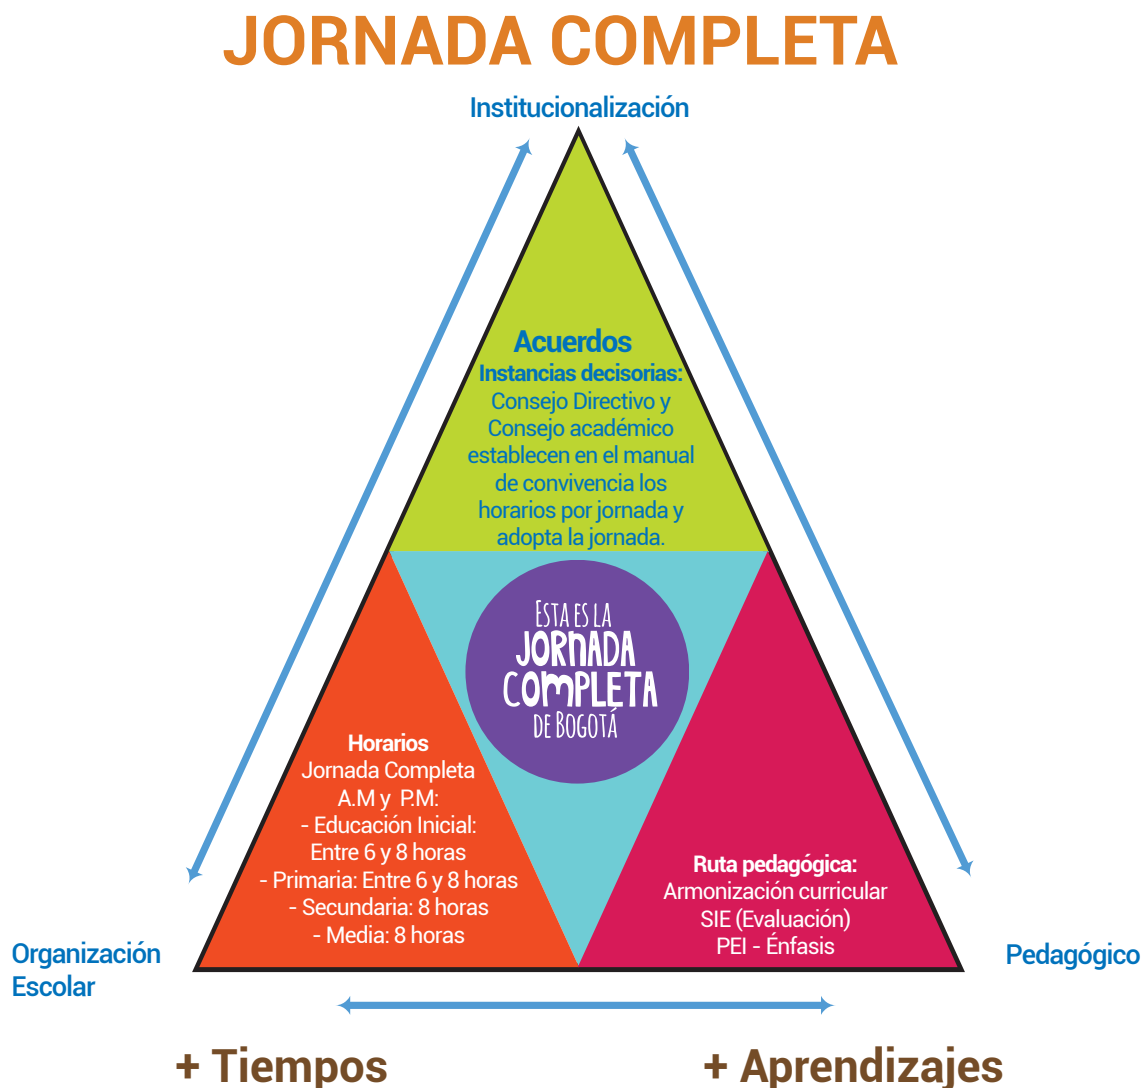 JORNADA COMPLETA
Institucionalización
Acuerdos
Instancias decisorias:
Consejo Directivo y
Consejo académico
establecen en el manual
de convivencia los
horarios por jornada y
adopta la jornada.
ESTA ES LA
JORNADA
COMPLETA
DE BOGOTÁ
Horarios
Jornada Completa
A.M y P.M:
- Educación Inicial:
Entre 6 y 8 horas
- Primaria: Entre 6 y 8 horas
- Secundaria: 8 horas
- Media: 8 horas
Ruta pedagógica:
Armonización curricular
SIE (Evaluación)
PEI - Énfasis
Organización
Escolar
Pedagógico
+ Tiempos
+ Aprendizajes